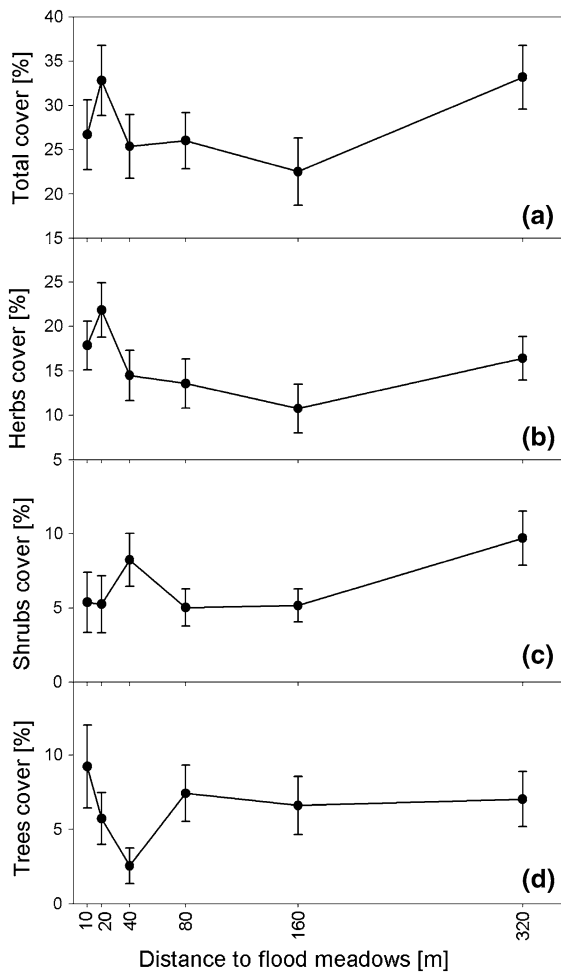 40
35
30
25
20
15
Total cover [%]
(a)
25
20
15
10
5
Herbs cover [%]
(b)
10
5
0
Shrubs cover [%]
(c)
10
5
0
Trees cover [%]
(d)
10 20 40 80 160 320
Distance to flood meadows [m]